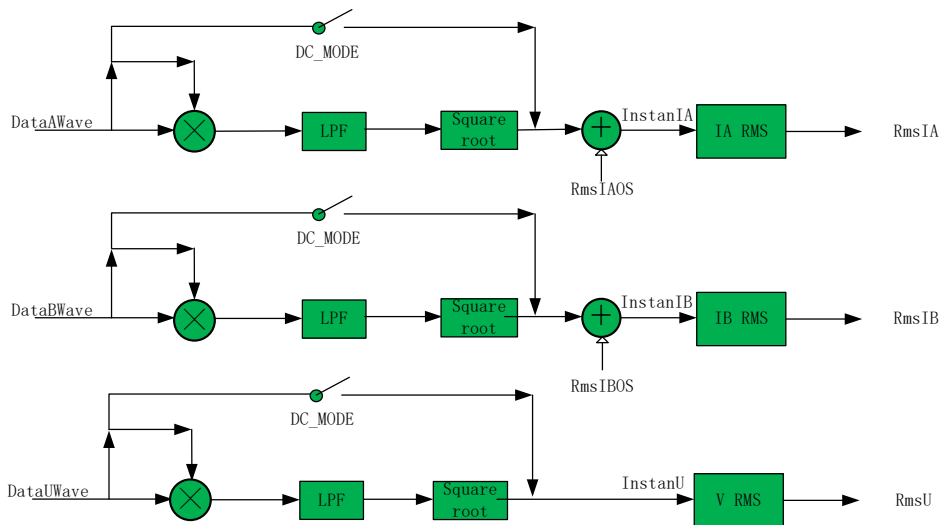 DC_MODE
DataAWave
LPF
Square
root
InstanIA
IA RMS
RmsIA
RmsIAOS
DC_MODE
DataBWave
LPF
Square
root
InstanIB
IB RMS
RmsIB
RmsIBOS
DC_MODE
DataUWave
LPF
Square
root
InstanU
V RMS
RmsU